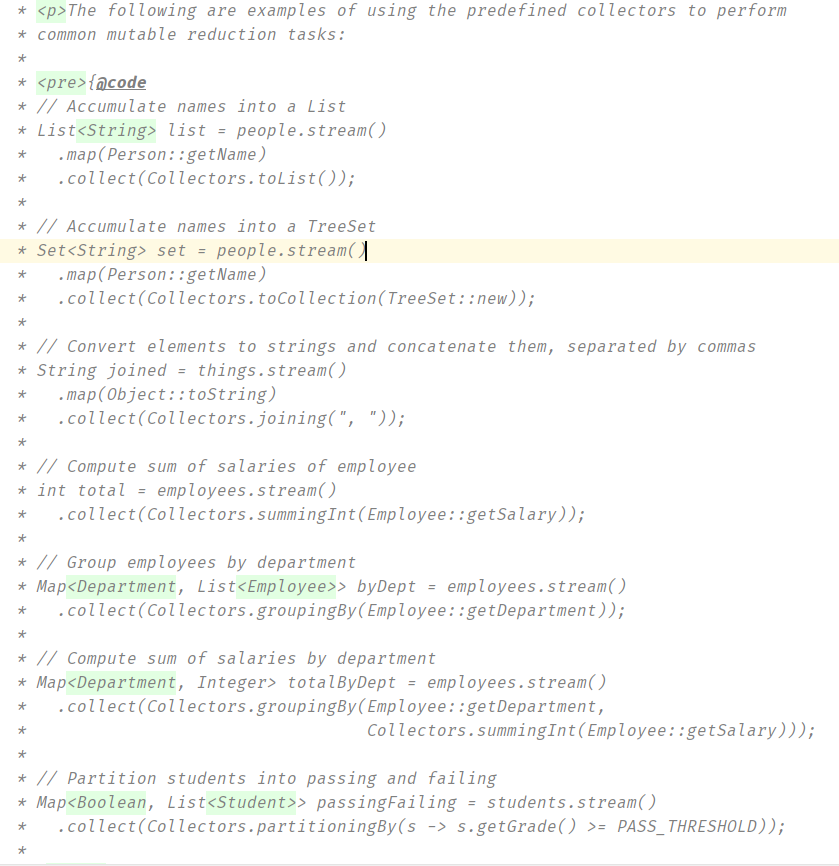 * <p>The following are examples of using the predefined collectors to perform
* common mutable reduction tasks:
*
* <pre>{@code
* // Accumulate names into a List
* List<String> list = people.stream()
*   .map(Person::getName)
*   .collect(Collectors.toList());
*
* // Accumulate names into a TreeSet
* Set<String> set = people.stream()
*   .map(Person::getName)
*   .collect(Collectors.toCollection(TreeSet::new));
*
* // Convert elements to strings and concatenate them, separated by commas
* String joined = things.stream()
*   .map(Object::toString)
*   .collect(Collectors.joining(", "));
*
* // Compute sum of salaries of employee
* int total = employees.stream()
*   .collect(Collectors.summingInt(Employee::getSalary));
*
* // Group employees by department
* Map<Department, List<Employee>> byDept = employees.stream()
*   .collect(Collectors.groupingBy(Employee::getDepartment));
*
* // Compute sum of salaries by department
* Map<Department, Integer> totalByDept = employees.stream()
*   .collect(Collectors.groupingBy(Employee::getDepartment,
*                                  Collectors.summingInt(Employee::getSalary)));
*
* // Partition students into passing and failing
* Map<Boolean, List<Student>> passingFailing = students.stream()
*   .collect(Collectors.partitioningBy(s -> s.getGrade() >= PASS_THRESHOLD));
*